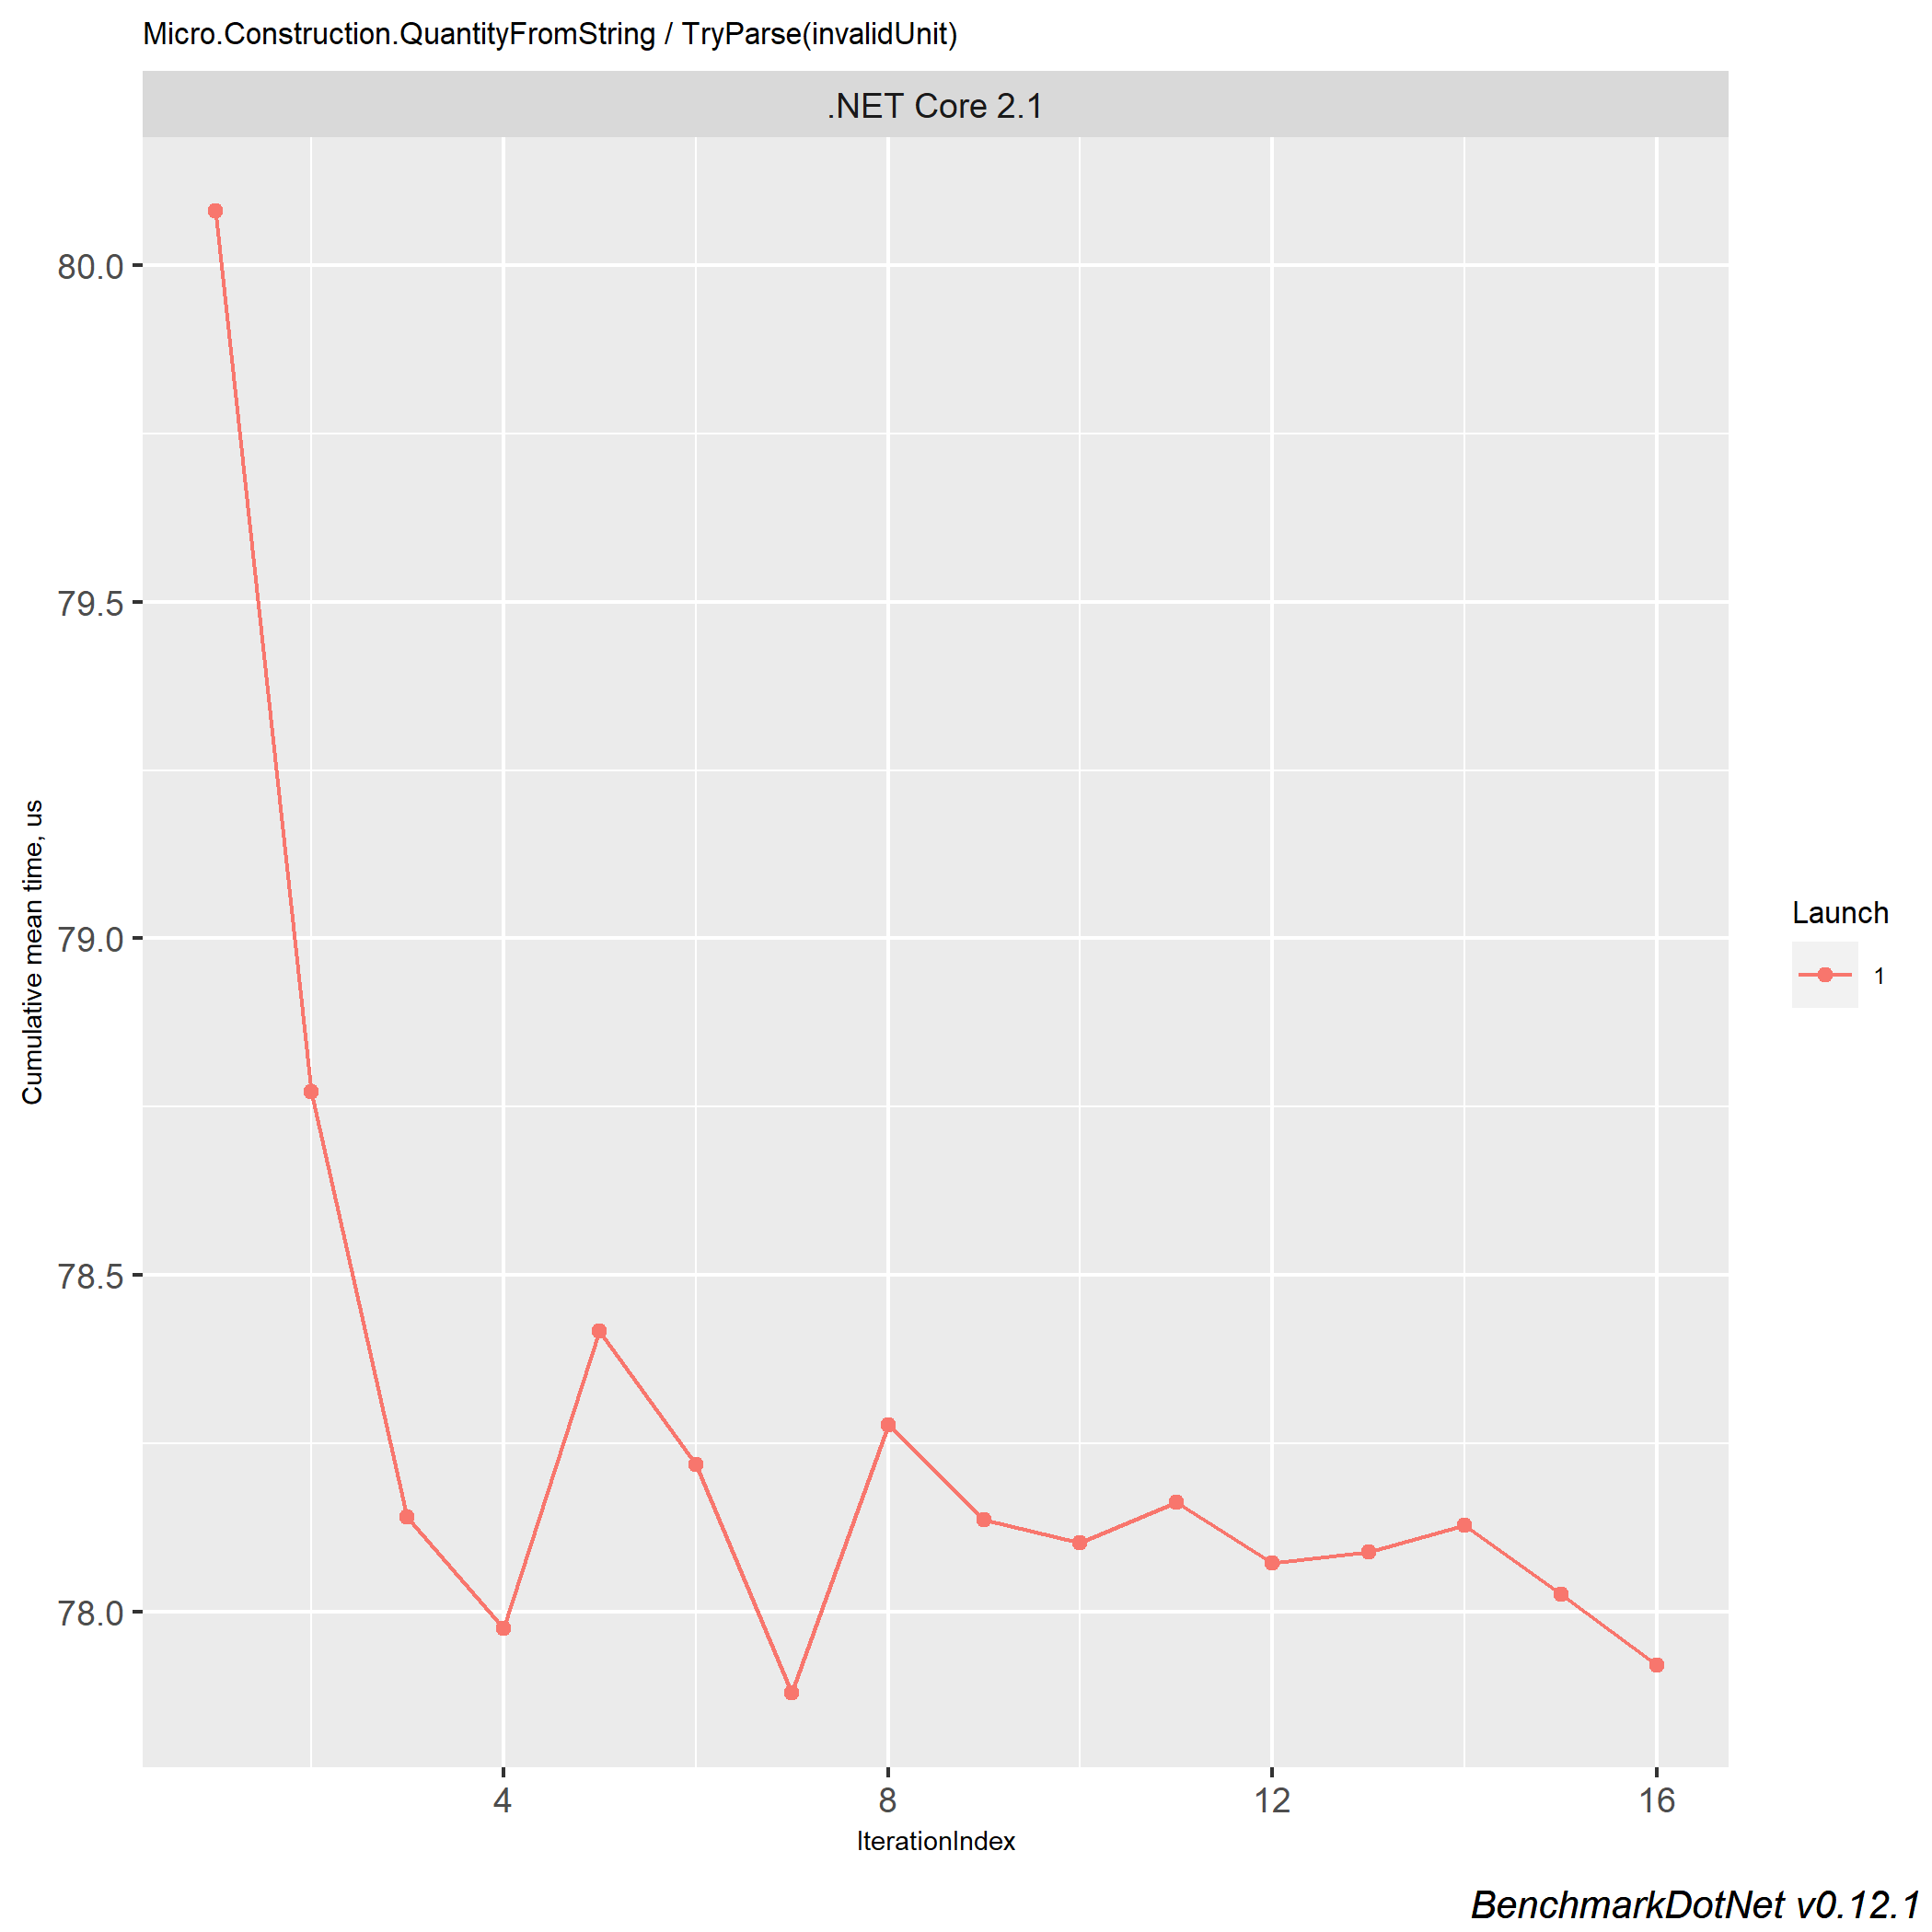 Micro.Construction.QuantityFromString / TryParse(invalidUnit)
.NET Core 2.1
80.0
79.5
79.0
78.5
78.0
Cumulative mean time, us
4
8
12
16
IterationIndex
Launch
1
BenchmarkDotNet v0.12.1